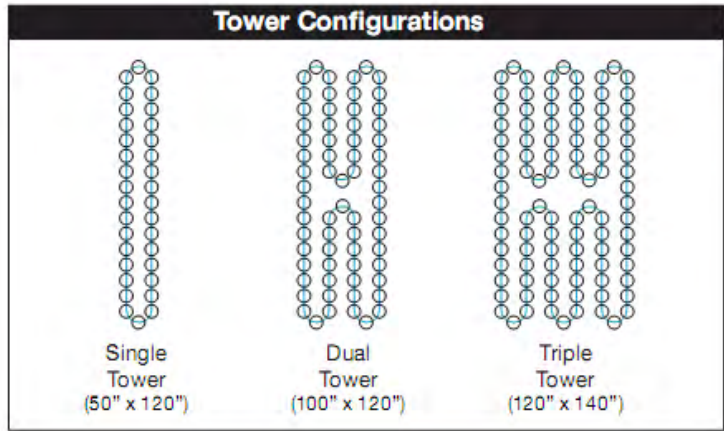 Tower Configurations
Single
Tower
(50" x 120")
Dual
Tower
(100" x 120")
Triple
Tower
(120" x 140")